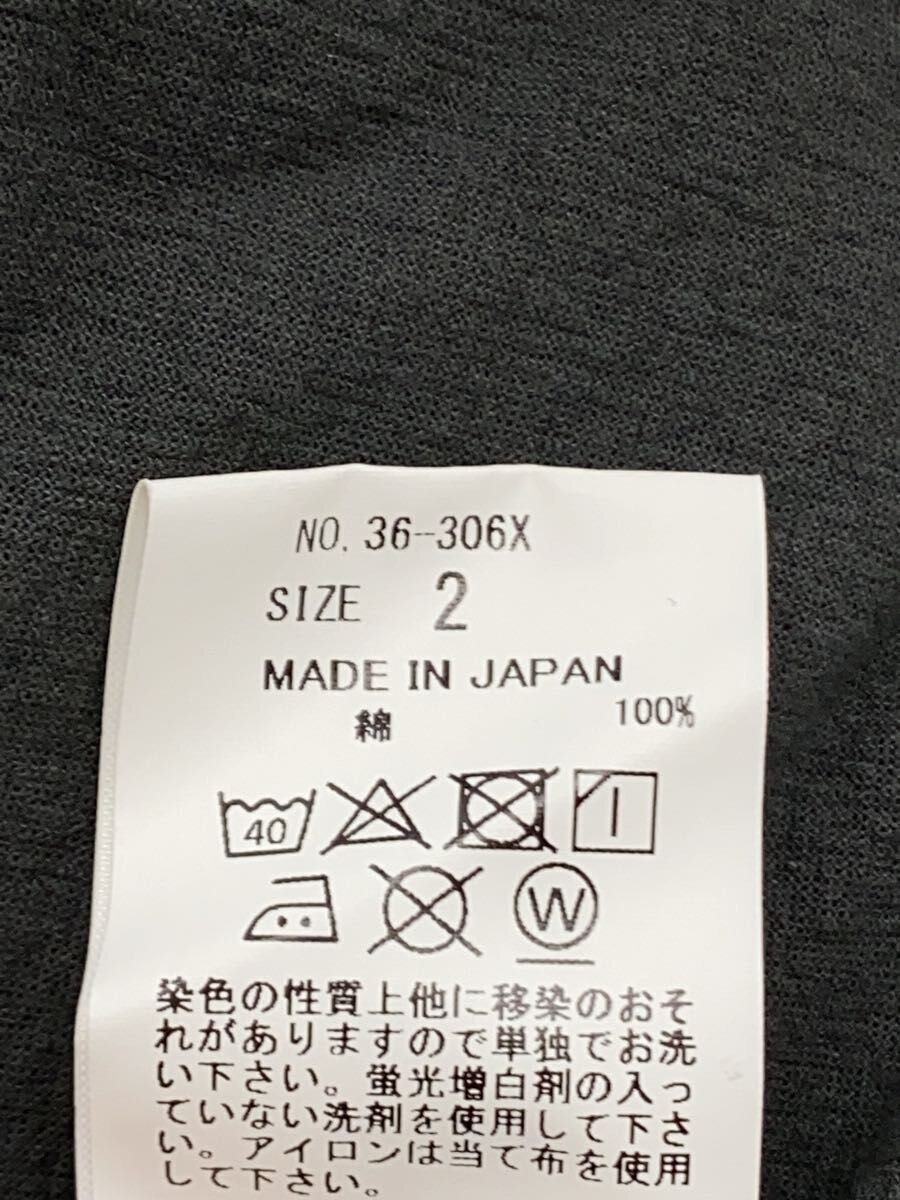 NO. 36-306X
SIZE 2
MADE IN JAPAN
綿 100%
40
W
染色の性質上他に移染のおそ
れがありますので単独でお洗
い下さい。蛍光増白剤の入っ
ていない洗剤を使用して下さ
い。アイロンは当て布を使用
して下さい。